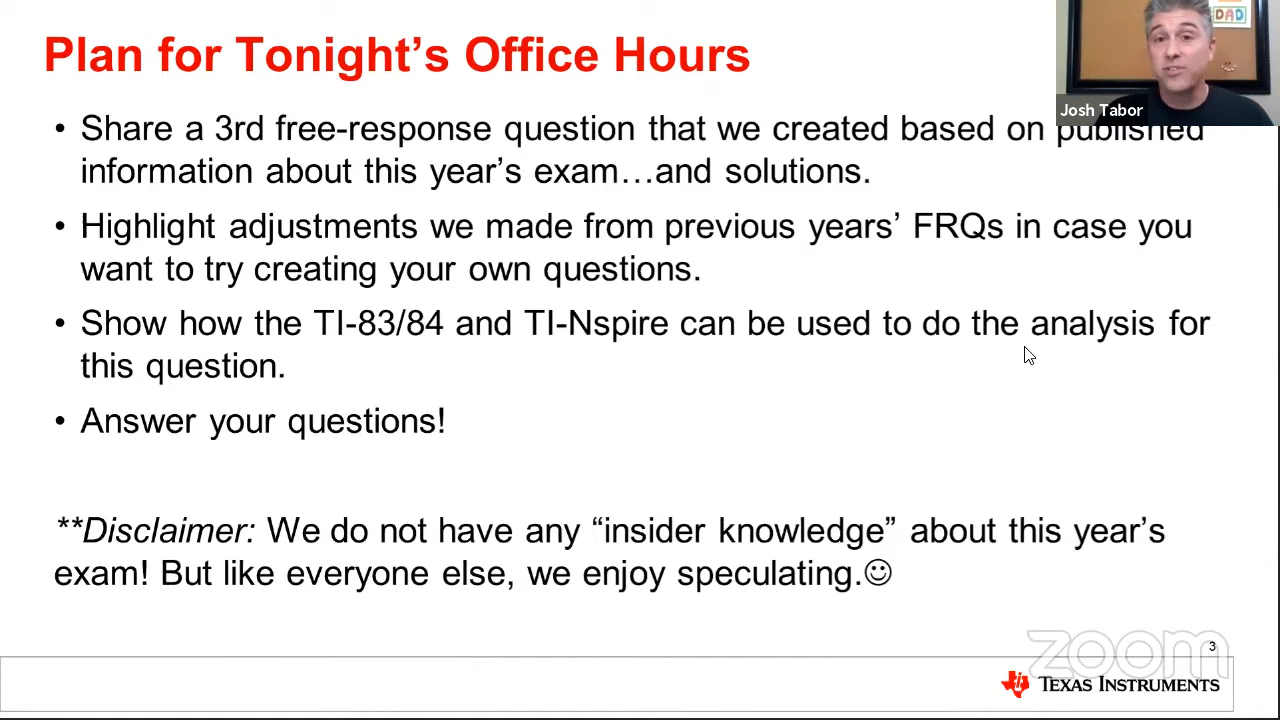 Plan for Tonight’s Office Hours
DAD
Josh Tabor
• Share a 3rd free-response question that we created based on published
information about this year’s exam…and solutions.
• Highlight adjustments we made from previous years’ FRQs in case you
want to try creating your own questions.
• Show how the TI-83/84 and TI-Nspire can be used to do the analysis for
this question.
• Answer your questions!
**Disclaimer: We do not have any “insider knowledge” about this year’s
exam! But like everyone else, we enjoy speculating.☺
zoom
3
TEXAS INSTRUMENTS